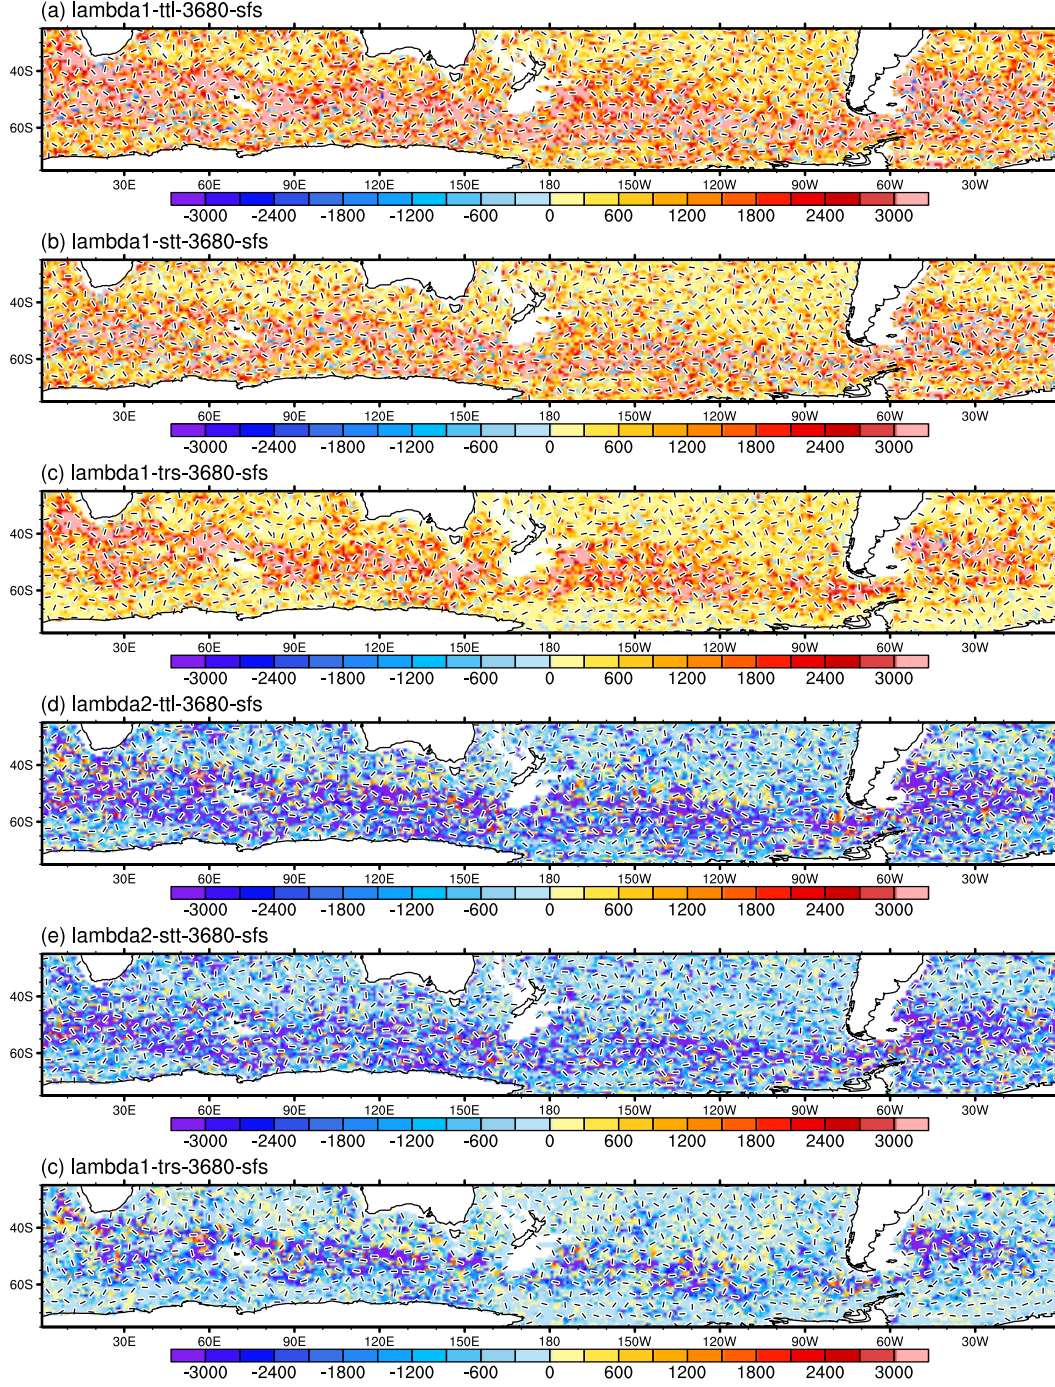 (a) lambda1-ttl-3680-sfs
40S
60S
30E 60E 90E 120E 150E 180 150W 120W 90W 60W 30W
-3000 -2400 -1800 -1200 -600 0 600 1200 1800 2400 3000
(b) lambda1-stt-3680-sfs
40S
60S
30E 60E 90E 120E 150E 180 150W 120W 90W 60W 30W
-3000 -2400 -1800 -1200 -600 0 600 1200 1800 2400 3000
(c) lambda1-trs-3680-sfs
40S
60S
30E 60E 90E 120E 150E 180 150W 120W 90W 60W 30W
-3000 -2400 -1800 -1200 -600 0 600 1200 1800 2400 3000
(d) lambda2-ttl-3680-sfs
40S
60S
30E 60E 90E 120E 150E 180 150W 120W 90W 60W 30W
-3000 -2400 -1800 -1200 -600 0 600 1200 1800 2400 3000
(e) lambda2-stt-3680-sfs
40S
60S
30E 60E 90E 120E 150E 180 150W 120W 90W 60W 30W
-3000 -2400 -1800 -1200 -600 0 600 1200 1800 2400 3000
(c) lambda1-trs-3680-sfs
40S
60S
30E 60E 90E 120E 150E 180 150W 120W 90W 60W 30W
-3000 -2400 -1800 -1200 -600 0 600 1200 1800 2400 3000